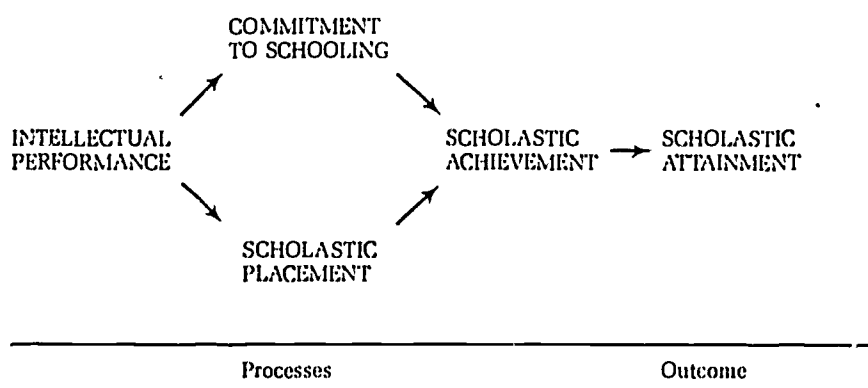 COMMITMENT
TO SCHOOLING
INTELLECTUAL
PERFORMANCE
SCHOLASTIC
ACHIEVEMENT
SCHOLASTIC
ATTAINMENT
SCHOLASTIC
PLACEMENT
Processes
Outcome